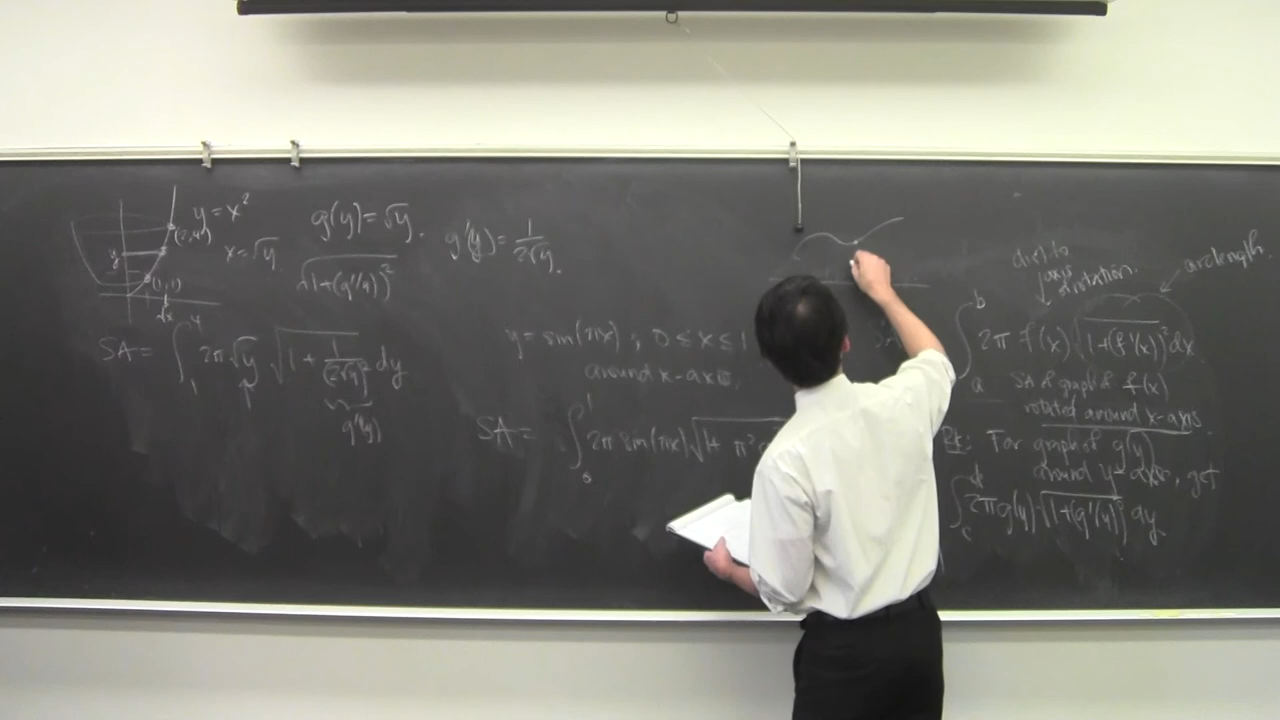 y = x²
(2,4)
x = √y
y
(1,1)
√x
g(y) = √y.
g'(y) = 1/(2√y).
√(1+(g'(y))²)
SA = ∫₁⁴ 2π √y √(1 + 1/(2√y)²) dy
g'(y)
y = sin(πx), 0 ≤ x ≤ 1
around x-axis.
SA = ∫₀¹ 2π sin(πx) √(1+ π²
dist to
axis
of rotation.
arclength.
SA
∫ₐᵇ 2π f(x) √(1+(f'(x))²) dx
SA of graph of f(x)
rotated around x-axis.
Rk: For graph of g(y)
around y-axis, get
∫_c^d 2πg(y) √(1+(g'(y))²) dy